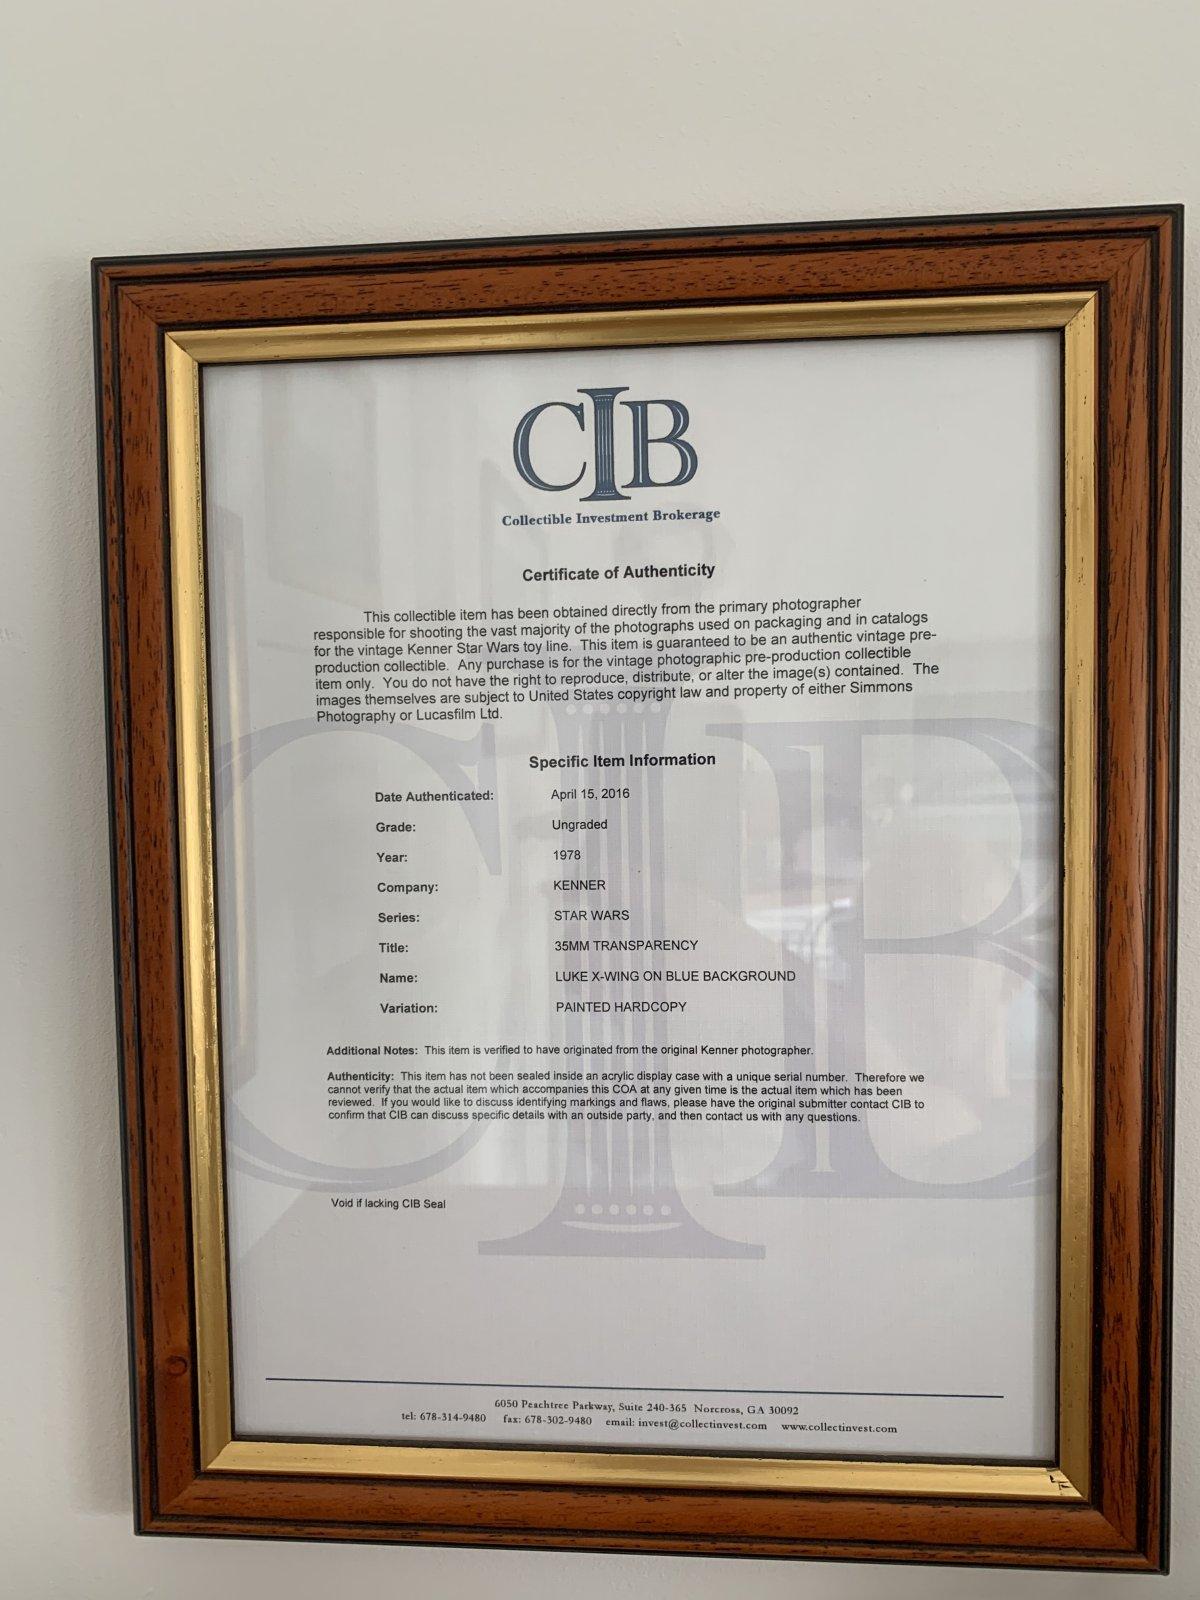 CIB
Collectible Investment Brokerage
Certificate of Authenticity
This collectible item has been obtained directly from the primary photographer
responsible for shooting the vast majority of the photographs used on packaging and in catalogs
for the vintage Kenner Star Wars toy line. This item is guaranteed to be an authentic vintage pre-
production collectible. Any purchase is for the vintage photographic pre-production collectible
item only. You do not have the right to reproduce, distribute, or alter the image(s) contained. The
images themselves are subject to United States copyright law and property of either Simmons
Photography or Lucasfilm Ltd.
Specific Item Information
Date Authenticated: April 15, 2016
Grade: Ungraded
Year: 1978
Company: KENNER
Series: STAR WARS
Title: 35MM TRANSPARENCY
Name: LUKE X-WING ON BLUE BACKGROUND
Variation: PAINTED HARDCOPY
Additional Notes: This item is verified to have originated from the original Kenner photographer.
Authenticity: This item has not been sealed inside an acrylic display case with a unique serial number. Therefore we
cannot verify that the actual item which accompanies this COA at any given time is the actual item which has been
reviewed. If you would like to discuss identifying markings and flaws, please have the original submitter contact CIB to
confirm that CIB can discuss specific details with an outside party, and then contact us with any questions.
Void if lacking CIB Seal
6050 Peachtree Parkway, Suite 240-365 Norcross, GA 30092
tel: 678-314-9480 fax: 678-302-9480 email: invest@collectinvest.com www.collectinvest.com